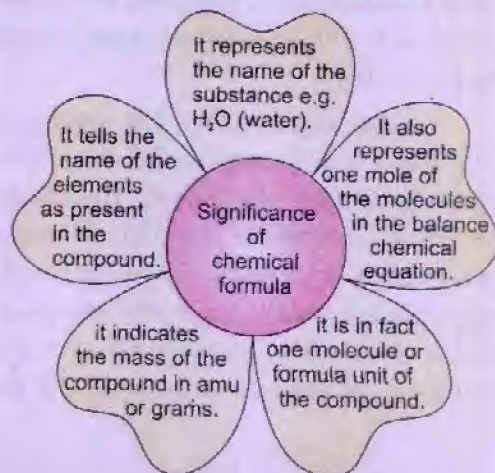 It represents
the name of the
substance e.g.
H₂O (water).
It also
represents
one mole of
the molecules
in the balance
chemical
equation.
it is in fact
one molecule or
formula unit of
the compound.
it indicates
the mass of the
compound in amu
or grams.
It tells the
name of the
elements
as present
in the
compound.
Significance
of
chemical
formula